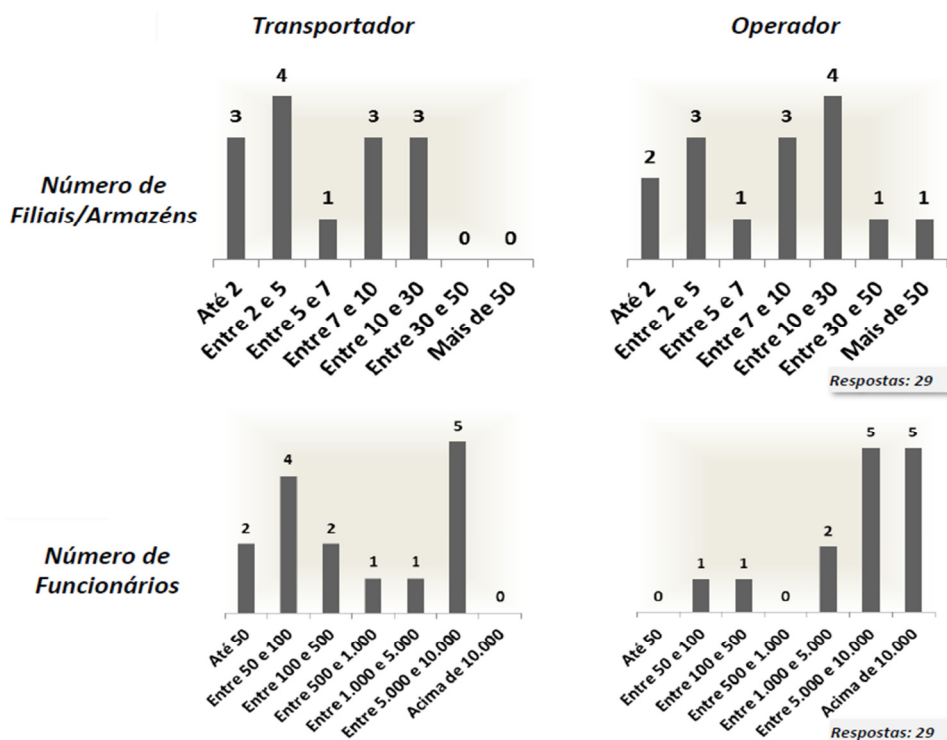 Transportador
Operador
Número de
Filiais/Armazéns
3
4
1
3
3
0
0
Até 2
Entre 2 e 5
Entre 5 e 7
Entre 7 e 10
Entre 10 e 30
Entre 30 e 50
Mais de 50
2
3
1
3
4
1
1
Até 2
Entre 2 e 5
Entre 5 e 7
Entre 7 e 10
Entre 10 e 30
Entre 30 e 50
Mais de 50
Respostas: 29
Número de
Funcionários
2
4
2
1
1
5
0
Até 50
Entre 50 e 100
Entre 100 e 500
Entre 500 e 1.000
Entre 1.000 e 5.000
Entre 5.000 e 10.000
Acima de 10.000
0
1
1
0
2
5
5
Até 50
Entre 50 e 100
Entre 100 e 500
Entre 500 e 1.000
Entre 1.000 e 5.000
Entre 5.000 e 10.000
Acima de 10.000
Respostas: 29